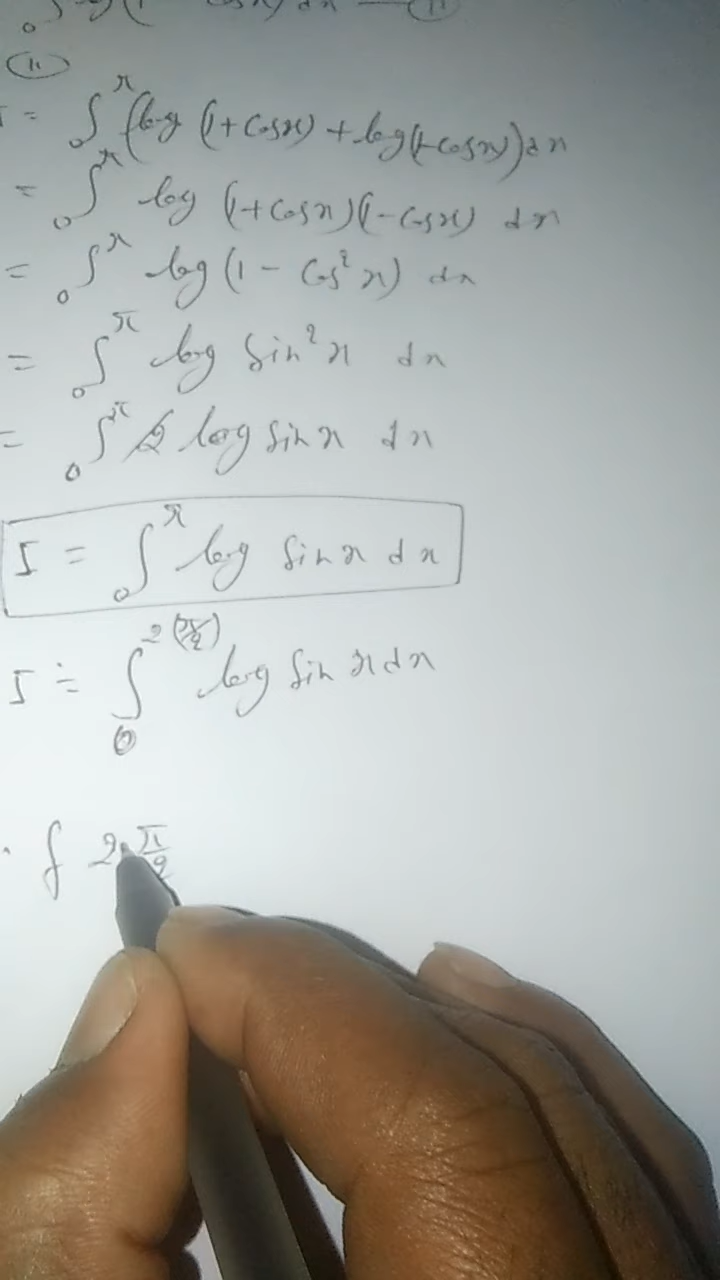 (ii)
= ∫₀^π (log (1+cosx) + log(1-cosx)) dx
= ∫₀^π log (1+cosx)(1-cosx) dx
= ∫₀^π log (1 - cos²x) dx
= ∫₀^π log sin²x dx
= ∫₀^π 2 log sinx dx
I = ∫₀^π log sinx dx
I = ∫₀^2(π/2) log sinx dx
f 2·π/2